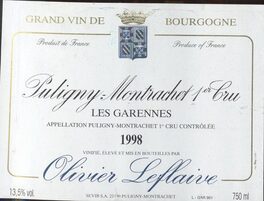 GRAND VIN DE BOURGOGNE
Produit de France Produce of France
Puligny-Montrachet 1er Cru
LES GARENNES
APPELLATION PULIGNY-MONTRACHET 1er CRU CONTRÔLÉE
1998
VINIFIÉ, ÉLEVÉ ET MIS EN BOUTEILLES PAR
Olivier Leflaive
13,5% vol. 21190 PULIGNY-MONTRACHET, FRANCE 750 ml